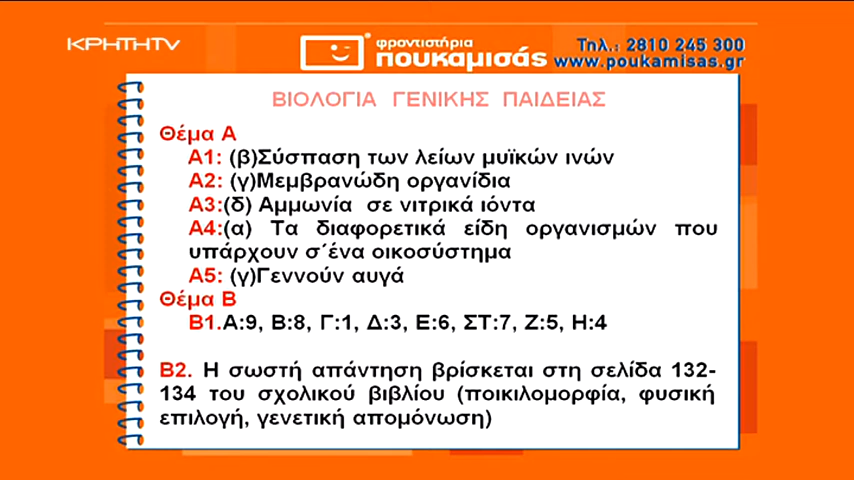 ΚΡΗΤΗTV
φροντιστήρια
πουκαμισάς
Τηλ.: 2810 245 300
www.poukamisas.gr
ΒΙΟΛΟΓΙΑ ΓΕΝΙΚΗΣ ΠΑΙΔΕΙΑΣ
Θέμα Α
Α1: (β)Σύσπαση των λείων μυϊκών ινών
Α2: (γ)Μεμβρανώδη οργανίδια
Α3:(δ) Αμμωνία σε νιτρικά ιόντα
Α4:(α) Τα διαφορετικά είδη οργανισμών που
υπάρχουν σ΄ένα οικοσύστημα
Α5: (γ)Γεννούν αυγά
Θέμα Β
Β1.Α:9, Β:8, Γ:1, Δ:3, Ε:6, ΣΤ:7, Ζ:5, Η:4
Β2. Η σωστή απάντηση βρίσκεται στη σελίδα 132-
134 του σχολικού βιβλίου (ποικιλομορφία, φυσική
επιλογή, γενετική απομόνωση)